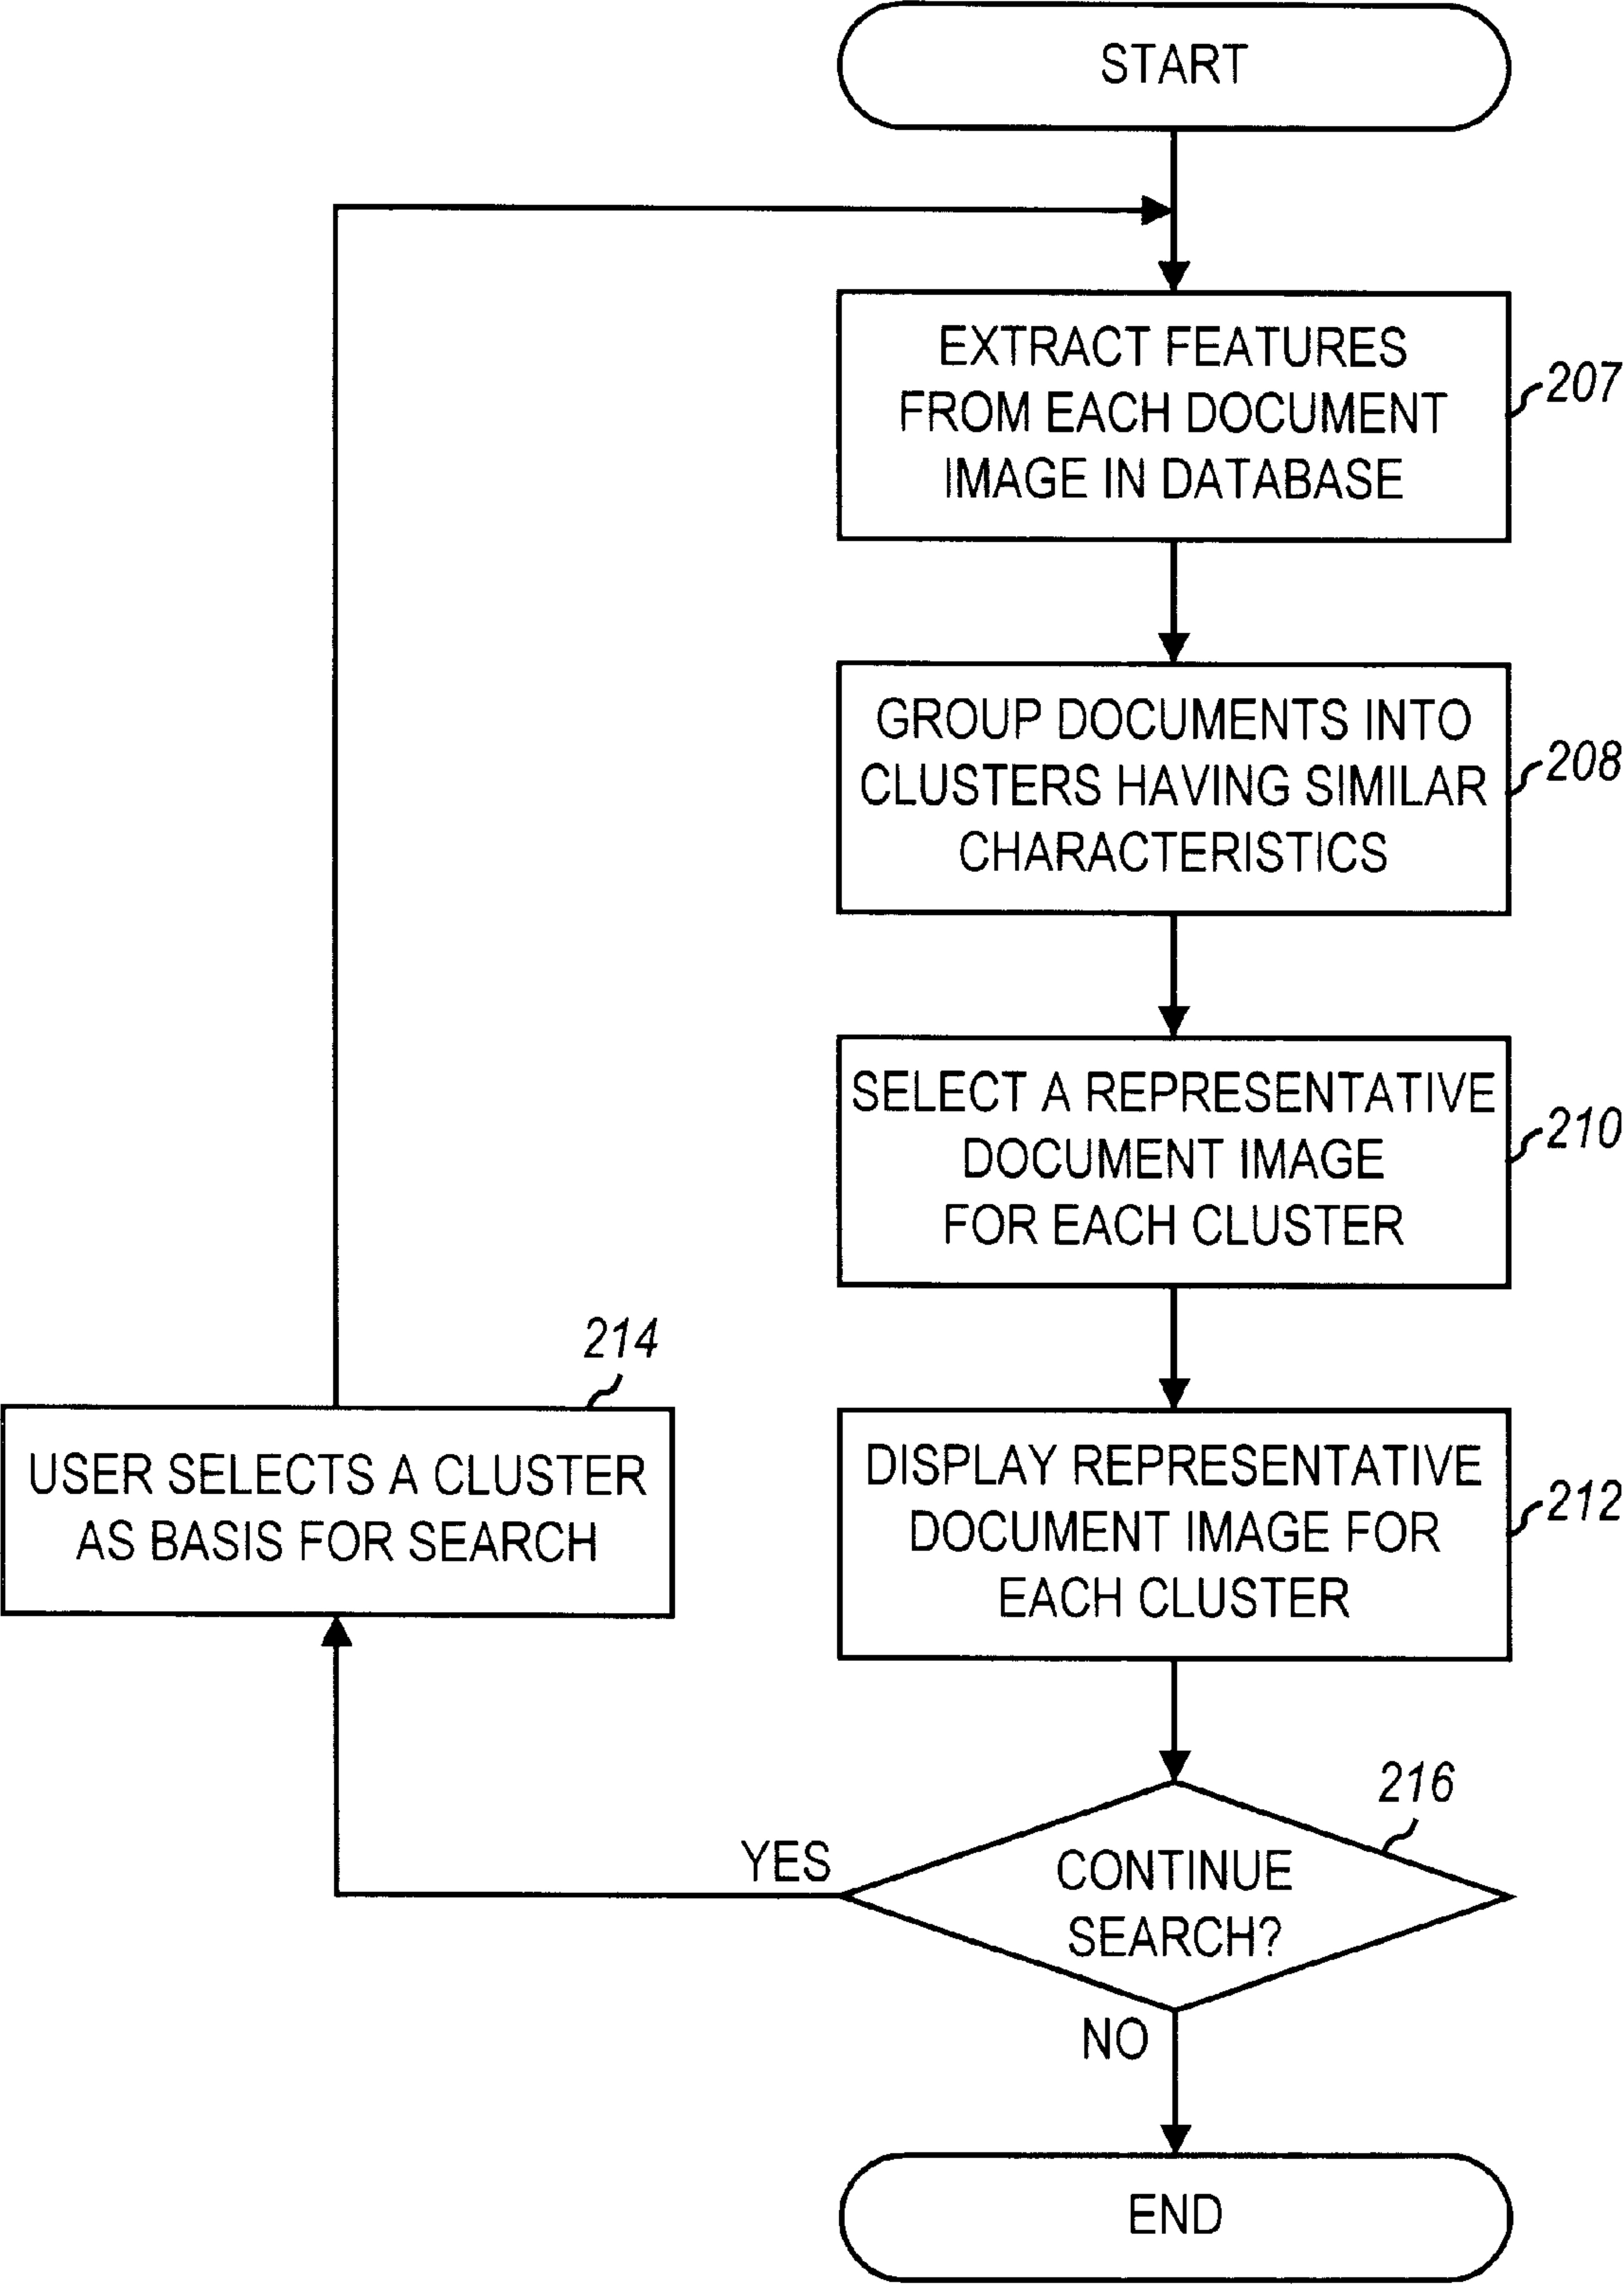 START
EXTRACT FEATURES
FROM EACH DOCUMENT
IMAGE IN DATABASE
207
GROUP DOCUMENTS INTO
CLUSTERS HAVING SIMILAR
CHARACTERISTICS
208
SELECT A REPRESENTATIVE
DOCUMENT IMAGE
FOR EACH CLUSTER
210
214
USER SELECTS A CLUSTER
AS BASIS FOR SEARCH
DISPLAY REPRESENTATIVE
DOCUMENT IMAGE FOR
EACH CLUSTER
212
216
YES
CONTINUE
SEARCH?
NO
END